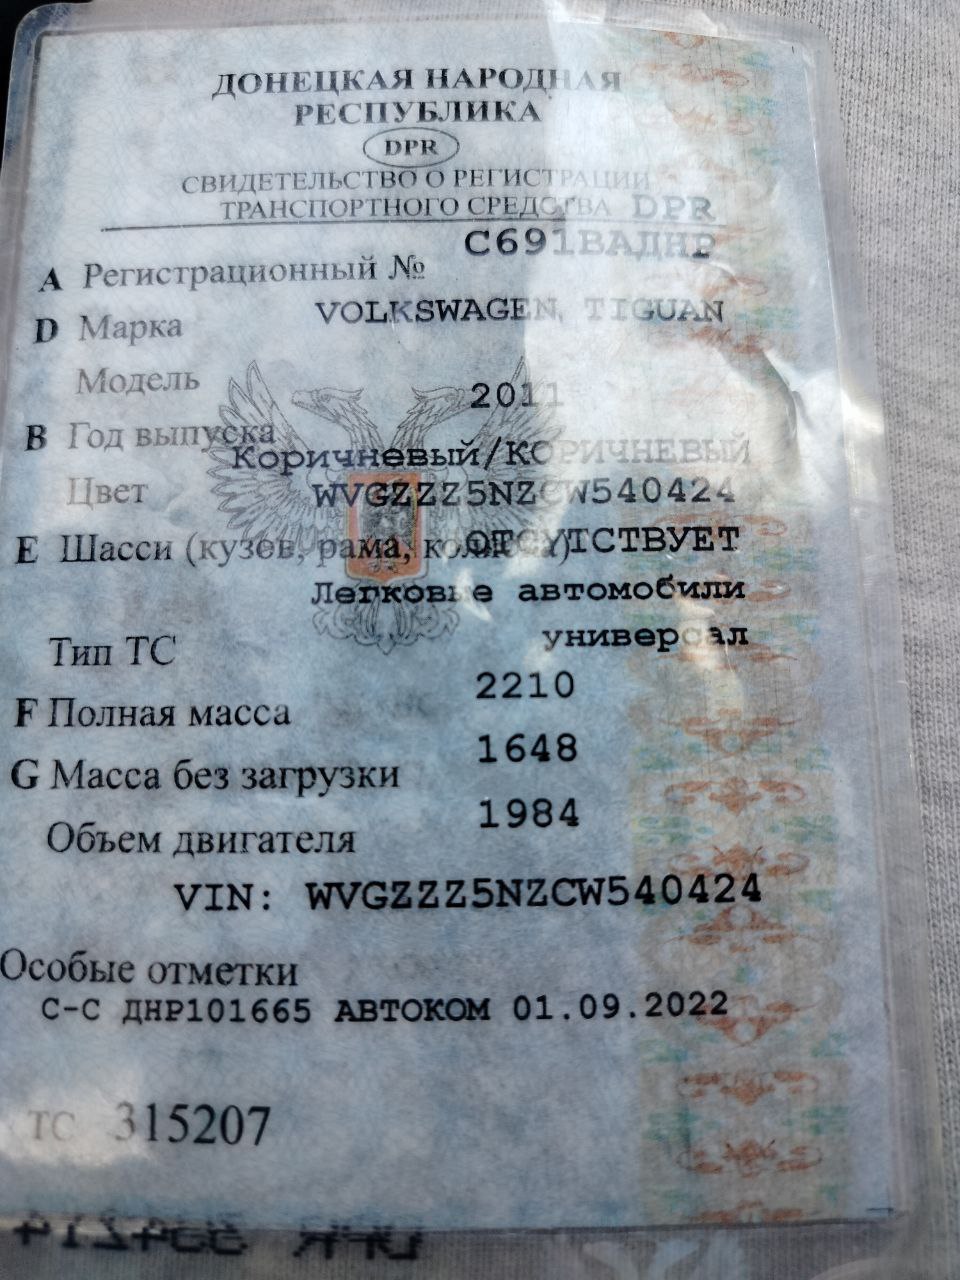 ДОНЕЦКАЯ НАРОДНАЯ
РЕСПУБЛИКА
DPR
СВИДЕТЕЛЬСТВО О РЕГИСТРАЦИИ
ТРАНСПОРТНОГО СРЕДСТВА DPR
С691ВАДНР
A Регистрационный №
VOLKSWAGEN TIGUAN
D Марка
Модель
2011
B Год выпуска
Коричневый/КОРИЧНЕВЫЙ
Цвет
WVGZZZ5NZCW540424
E Шасси (кузов, рама, коляска) ОТСУТСТВУЕТ
Легковые автомобили
универсал
Тип ТС
2210
F Полная масса
1648
G Масса без загрузки
1984
Объем двигателя
VIN: WVGZZZ5NZCW540424
Особые отметки
С-С ДНР101665 АВТОКОМ 01.09.2022
ТС 315207